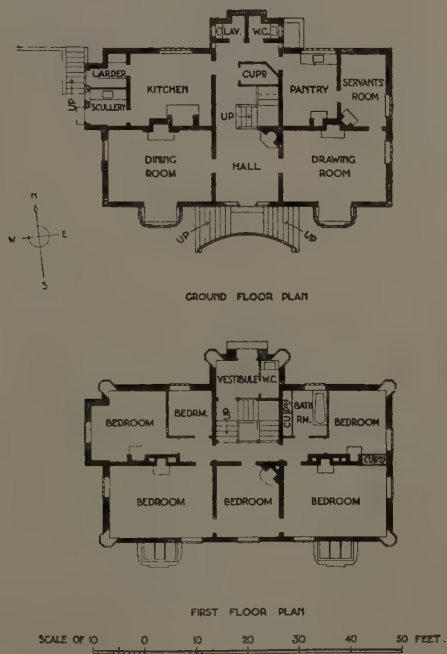 LAV. W.C.
LARDER
KITCHEN
CUPD
PANTRY
SERVANTS'
ROOM
UP
SCULLERY
UP
DINING
ROOM
HALL
DRAWING
ROOM
UP
UP
N
W E
S
GROUND FLOOR PLAN
VESTIBULE W.C.
BEDROOM
BEDRM.
UP
CUPDS
BATH
RM.
BEDROOM
CUPDS
BEDROOM
BEDROOM
BEDROOM
FIRST FLOOR PLAN
SCALE OF 10 0 10 20 30 40 50 FEET.